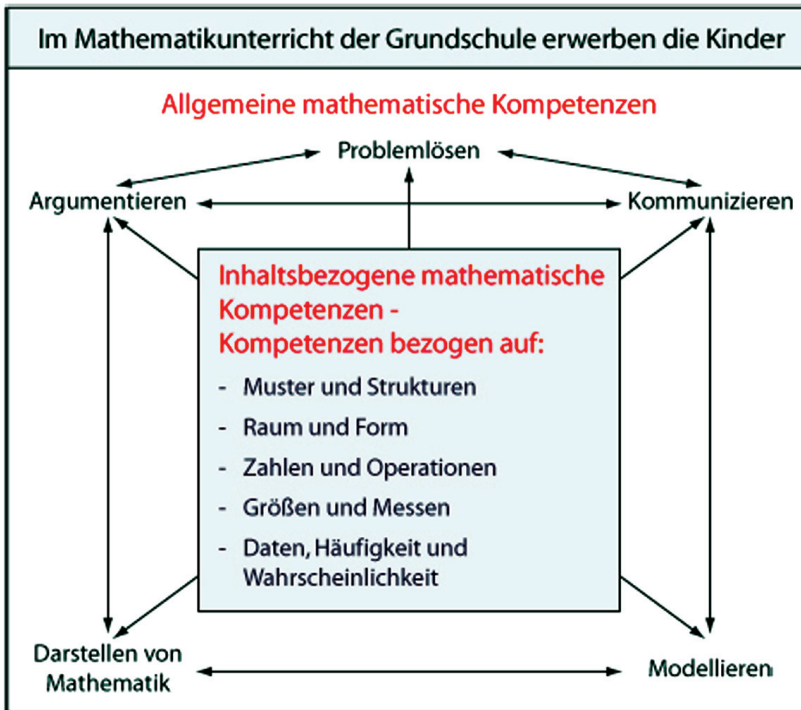 Im Mathematikunterricht der Grundschule erwerben die Kinder
Allgemeine mathematische Kompetenzen
Problemlösen
Argumentieren
Kommunizieren
Inhaltsbezogene mathematische
Kompetenzen -
Kompetenzen bezogen auf:
- Muster und Strukturen
- Raum und Form
- Zahlen und Operationen
- Größen und Messen
- Daten, Häufigkeit und
Wahrscheinlichkeit
Darstellen von
Mathematik
Modellieren